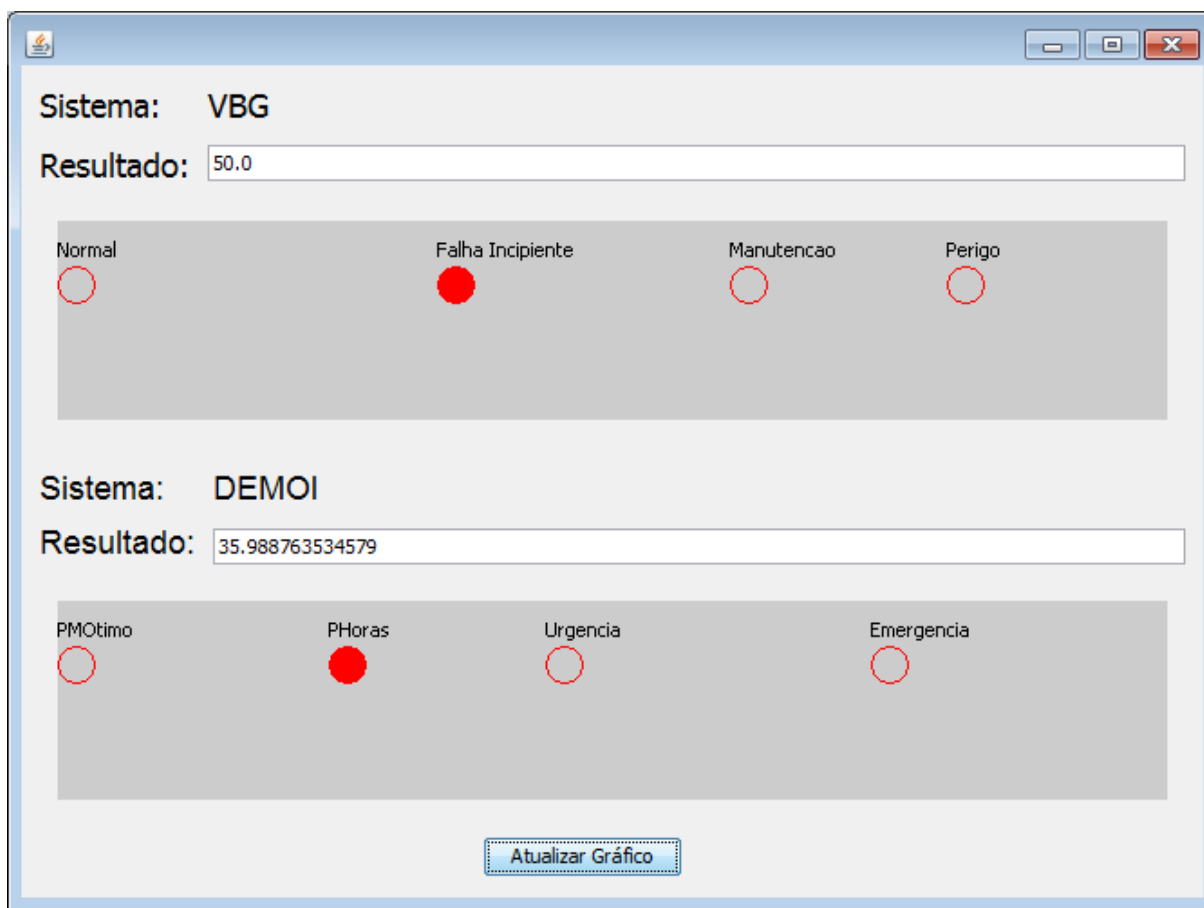 Sistema: VBG
Resultado: 50.0
Normal Falha Incipiente Manutencao Perigo
Sistema: DEMOI
Resultado: 35.988763534579
PMOtimo PHoras Urgencia Emergencia
Atualizar Gráfico